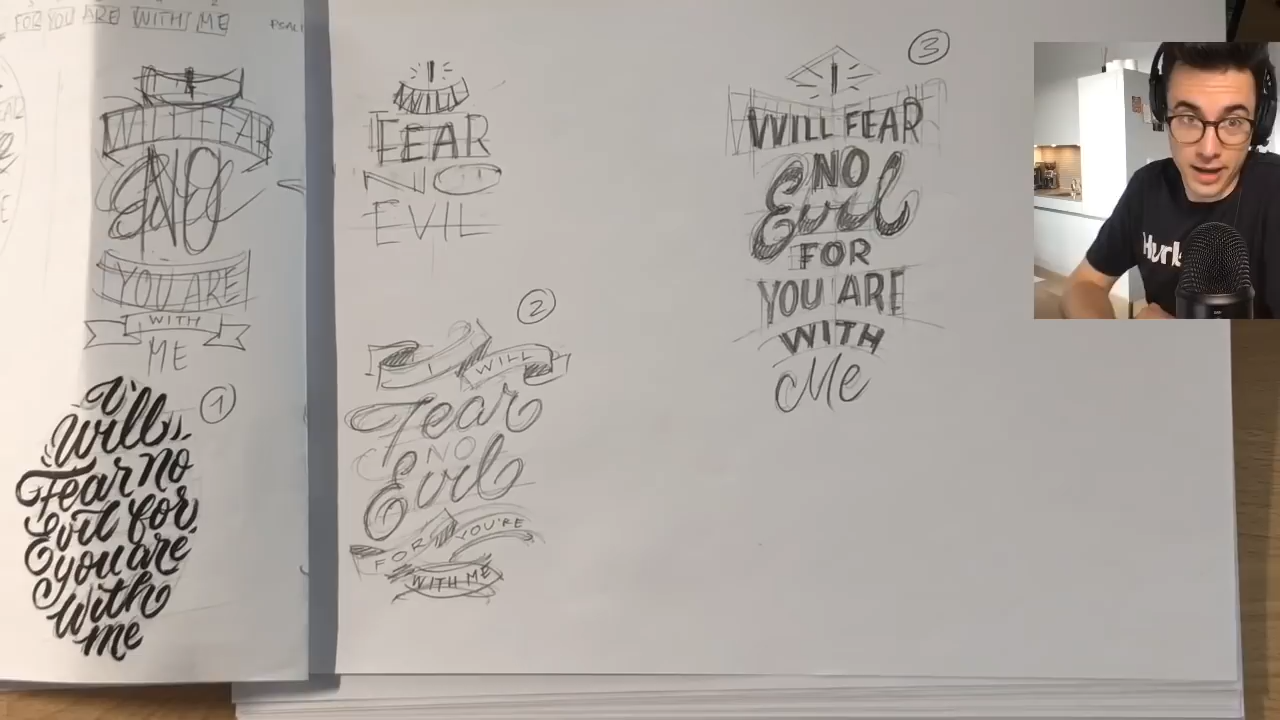 FOR YOU ARE WITH ME
I
WILL FEAR
NO
YOU ARE
WITH
ME
1
I
Will
Fear no
Evil for
you are
with
me
I
WILL
FEAR
NO
EVIL
2
I WILL
Fear
NO
Evil
FOR YOU'RE
WITH ME
3
I
WILL FEAR
NO
Evil
FOR
YOU ARE
WITH
Me